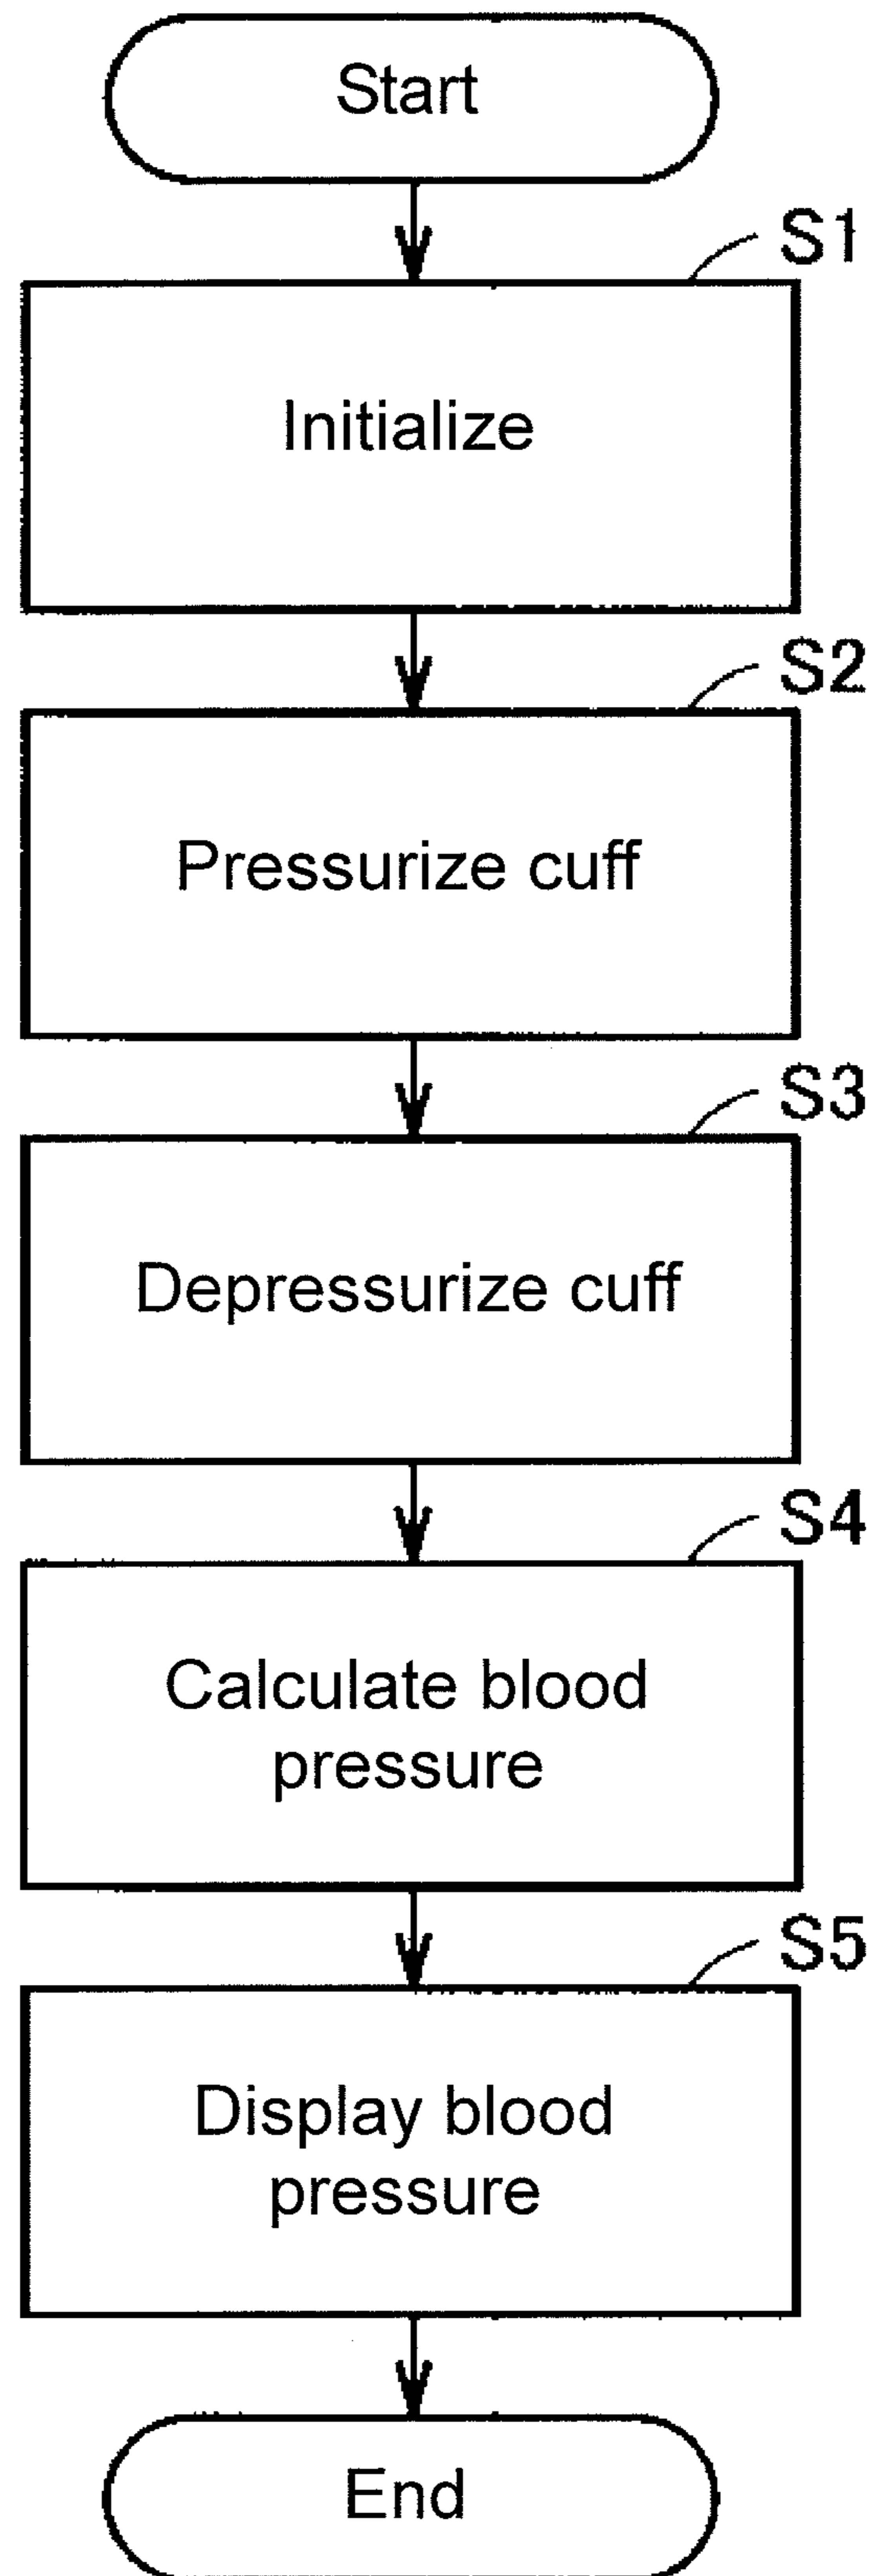 Start
S1
Initialize
S2
Pressurize cuff
S3
Depressurize cuff
S4
Calculate blood
pressure
S5
Display blood
pressure
End